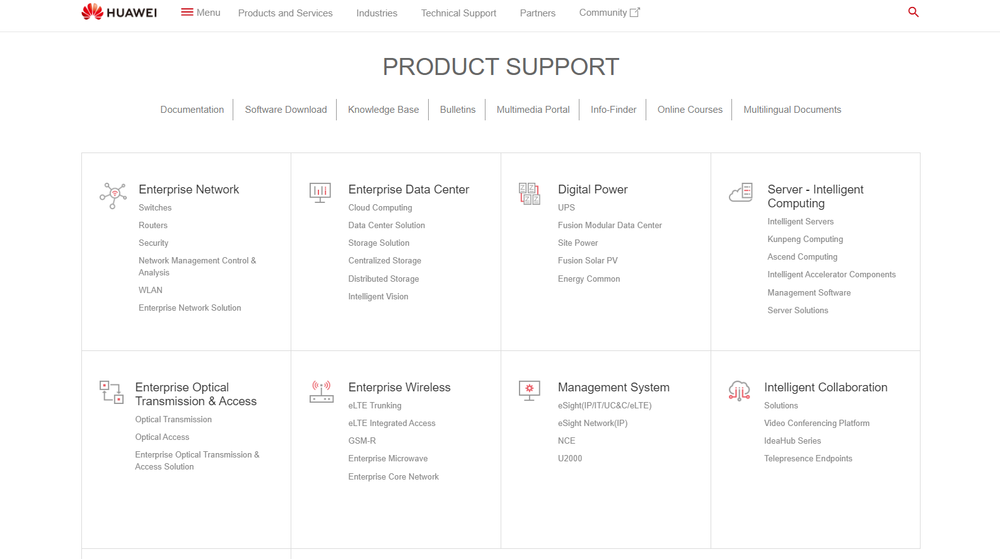 HUAWEI Menu Products and Services Industries Technical Support Partners Community
PRODUCT SUPPORT
Documentation Software Download Knowledge Base Bulletins Multimedia Portal Info-Finder Online Courses Multilingual Documents
Enterprise Network
Switches
Routers
Security
Network Management Control &
Analysis
WLAN
Enterprise Network Solution
Enterprise Data Center
Cloud Computing
Data Center Solution
Storage Solution
Centralized Storage
Distributed Storage
Intelligent Vision
Digital Power
UPS
Fusion Modular Data Center
Site Power
Fusion Solar PV
Energy Common
Server - Intelligent
Computing
Intelligent Servers
Kunpeng Computing
Ascend Computing
Intelligent Accelerator Components
Management Software
Server Solutions
Enterprise Optical
Transmission & Access
Optical Transmission
Optical Access
Enterprise Optical Transmission &
Access Solution
Enterprise Wireless
eLTE Trunking
eLTE Integrated Access
GSM-R
Enterprise Microwave
Enterprise Core Network
Management System
eSight(IP/IT/UC&C/eLTE)
eSight Network(IP)
NCE
U2000
Intelligent Collaboration
Solutions
Video Conferencing Platform
IdeaHub Series
Telepresence Endpoints